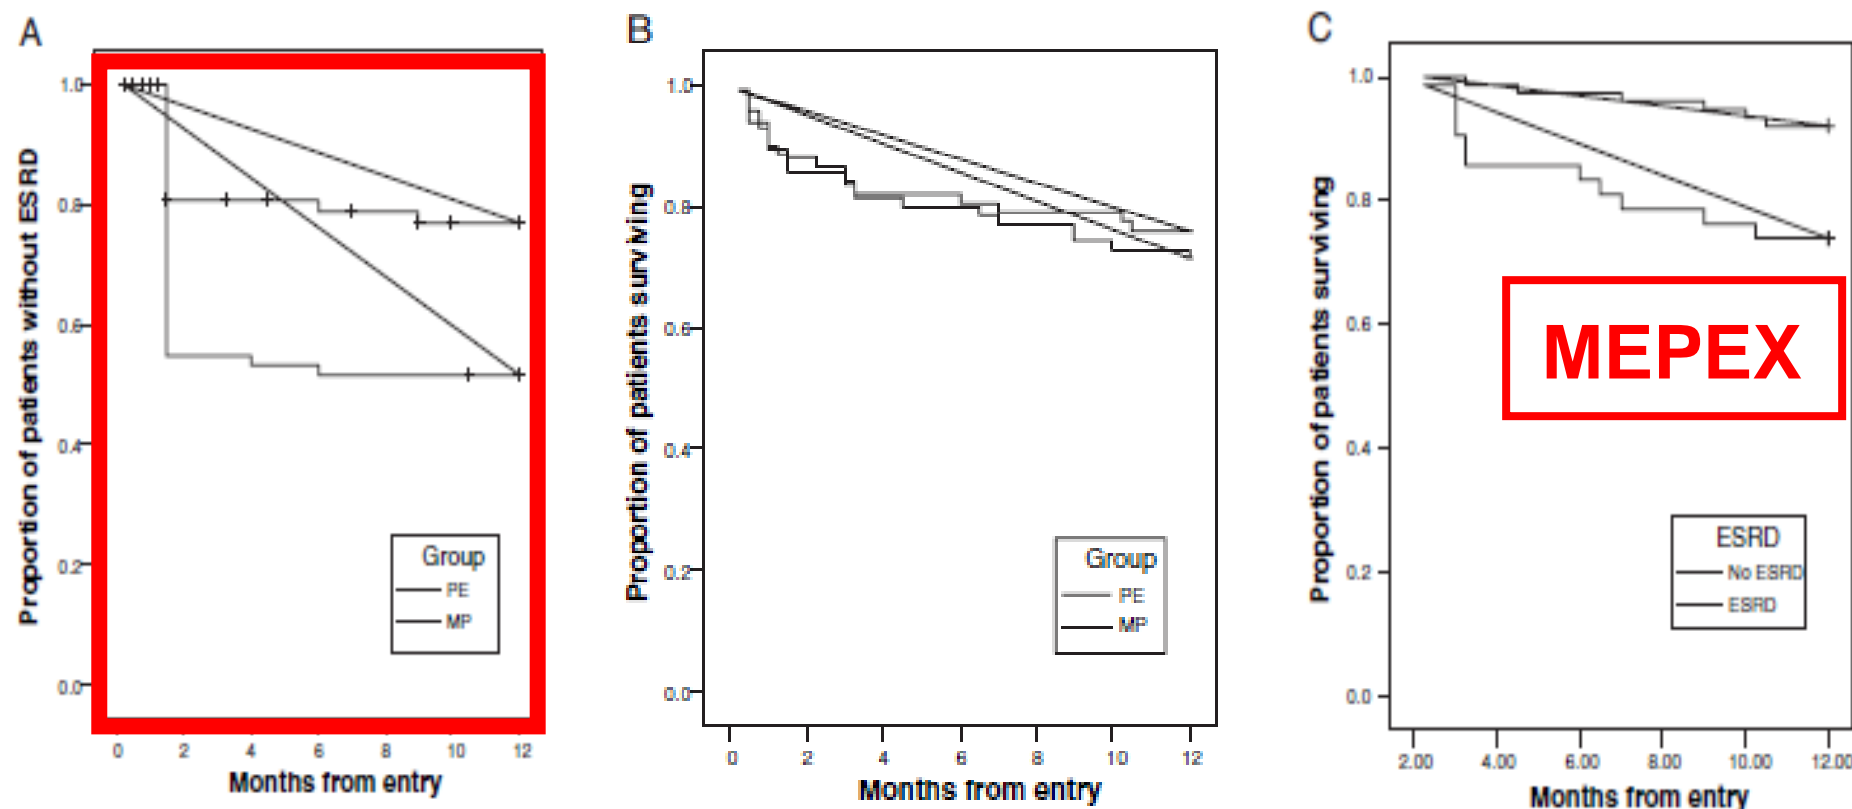 A
Proportion of patients without ESRD
1.0
0.8
0.6
0.4
0.2
0.0
Group
PE
MP
0 2 4 6 8 10 12
Months from entry
B
Proportion of patients surviving
1.0
0.8
0.6
0.4
0.2
0.0
Group
PE
MP
0 2 4 6 8 10 12
Months from entry
C
Proportion of patients surviving
1.0
0.8
0.6
0.4
0.2
0.0
MEPEX
ESRD
No ESRD
ESRD
2.00 4.00 6.00 8.00 10.00 12.00
Months from entry